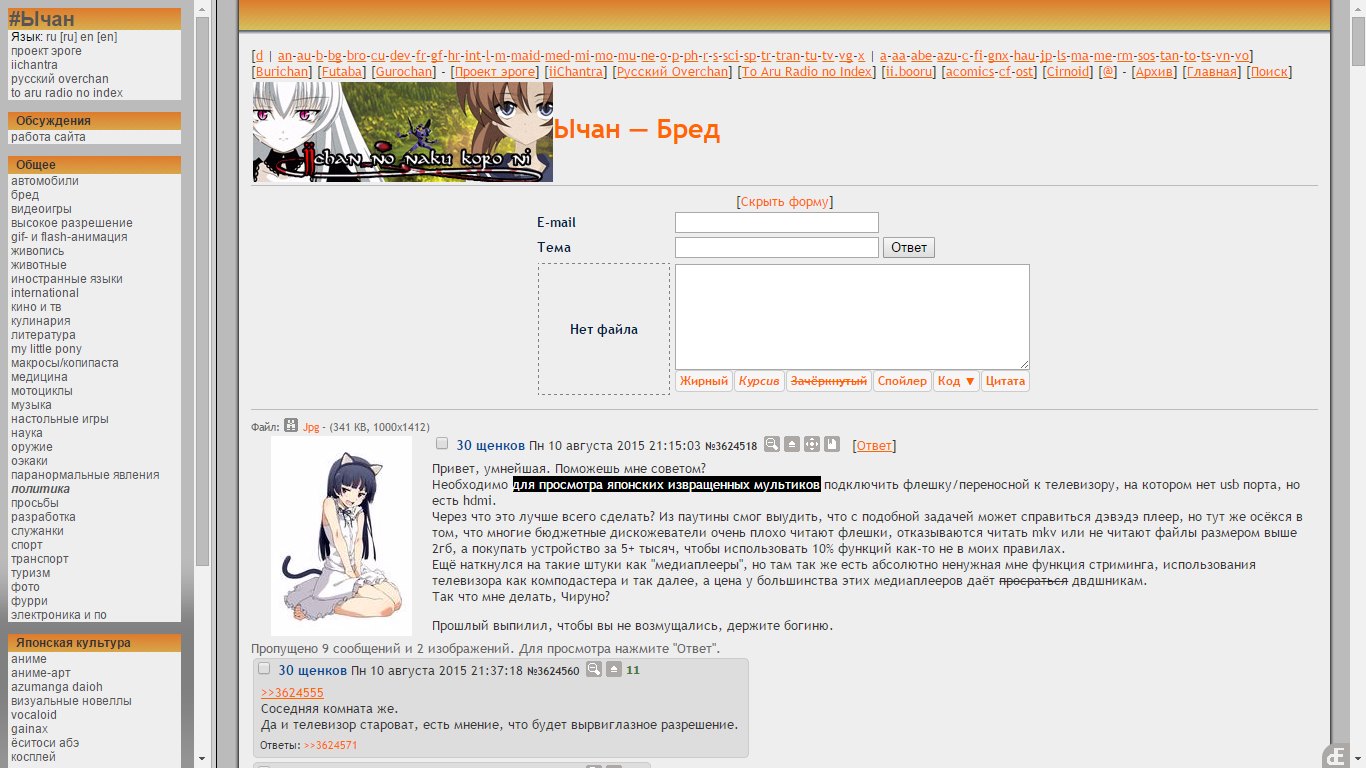 #Ычан
Язык: ru [ru] en [en]
проект эроге
iichantra
русский overchan
to aru radio no index
Обсуждения
работа сайта
Общее
автомобили
бред
видеоигры
высокое разрешение
gif- и flash-анимация
живопись
животные
иностранные языки
international
кино и тв
кулинария
литература
my little pony
макросы/копипаста
медицина
мотоциклы
музыка
настольные игры
наука
оружие
оэкаки
паранормальные явления
политика
просьбы
разработка
служанки
спорт
транспорт
туризм
фото
фурри
электроника и по
Японская культура
аниме
аниме-арт
azumanga daioh
визуальные новеллы
vocaloid
gainax
ёситоси абэ
косплей
[d | an-au-b-bg-bro-cu-dev-fr-gf-hr-int-l-m-maid-med-mi-mo-mu-ne-o-p-ph-r-s-sci-sp-tr-tran-tu-tv-vg-x | a-aa-abe-azu-c-fi-gnx-hau-jp-ls-ma-me-rm-sos-tan-to-ts-vn-vo]
[Burichan] [Futaba] [Gurochan] - [Проект эроге] [iiChantra] [Русский Overchan] [To Aru Radio no Index] [ii.booru] [acomics-cf-ost] [Cirnoid] [@] - [Архив] [Главная] [Поиск]
iichan no naku koro ni
Ычан — Бред
[Скрыть форму]
E-mail
Тема
Ответ
Нет файла
Жирный Курсив Зачёркнутый Спойлер Код ▼ Цитата
Файл: Jpg - (341 KB, 1000x1412)
30 щенков Пн 10 августа 2015 21:15:03 №3624518 [Ответ]
Привет, умнейшая. Поможешь мне советом?
Необходимо для просмотра японских извращенных мультиков подключить флешку/переносной к телевизору, на котором нет usb порта, но
есть hdmi.
Через что это лучше всего сделать? Из паутины смог выудить, что с подобной задачей может справиться дэвэдэ плеер, но тут же осёкся в
том, что многие бюджетные дискожеватели очень плохо читают флешки, отказываются читать mkv или не читают файлы размером выше
2гб, а покупать устройство за 5+ тысяч, чтобы использовать 10% функций как-то не в моих правилах.
Ещё наткнулся на такие штуки как "медиаплееры", но там так же есть абсолютно ненужная мне функция стриминга, использования
телевизора как комподастера и так далее, а цена у большинства этих медиаплееров даёт просраться двдшникам.
Так что мне делать, Чируно?
Прошлый выпилил, чтобы вы не возмущались, держите богиню.
Пропущено 9 сообщений и 2 изображений. Для просмотра нажмите "Ответ".
30 щенков Пн 10 августа 2015 21:37:18 №3624560 11
>>3624555
Соседняя комната же.
Да и телевизор староват, есть мнение, что будет вырвиглазное разрешение.
Ответы: >>3624571